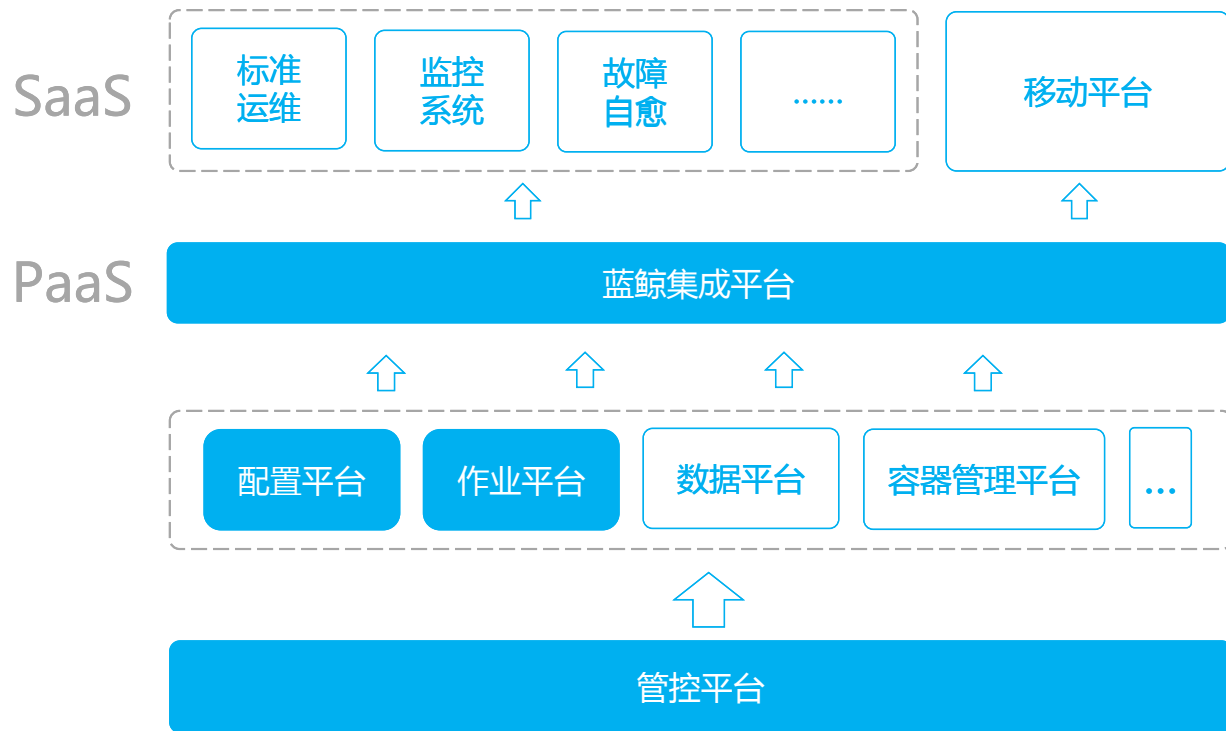 SaaS
标准
运维
监控
系统
故障
自愈
......
移动平台
PaaS
蓝鲸集成平台
配置平台
作业平台
数据平台
容器管理平台
...
管控平台